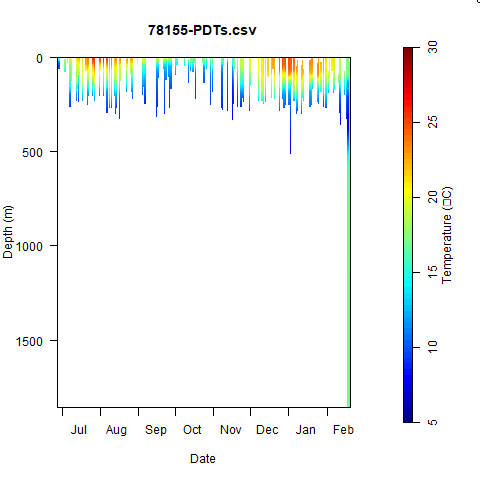 78155-PDTs.csv
0
500
1000
1500
Depth (m)
Jul Aug Sep Oct Nov Dec Jan Feb
Date
30
25
20
15
10
5
Temperature (□C)